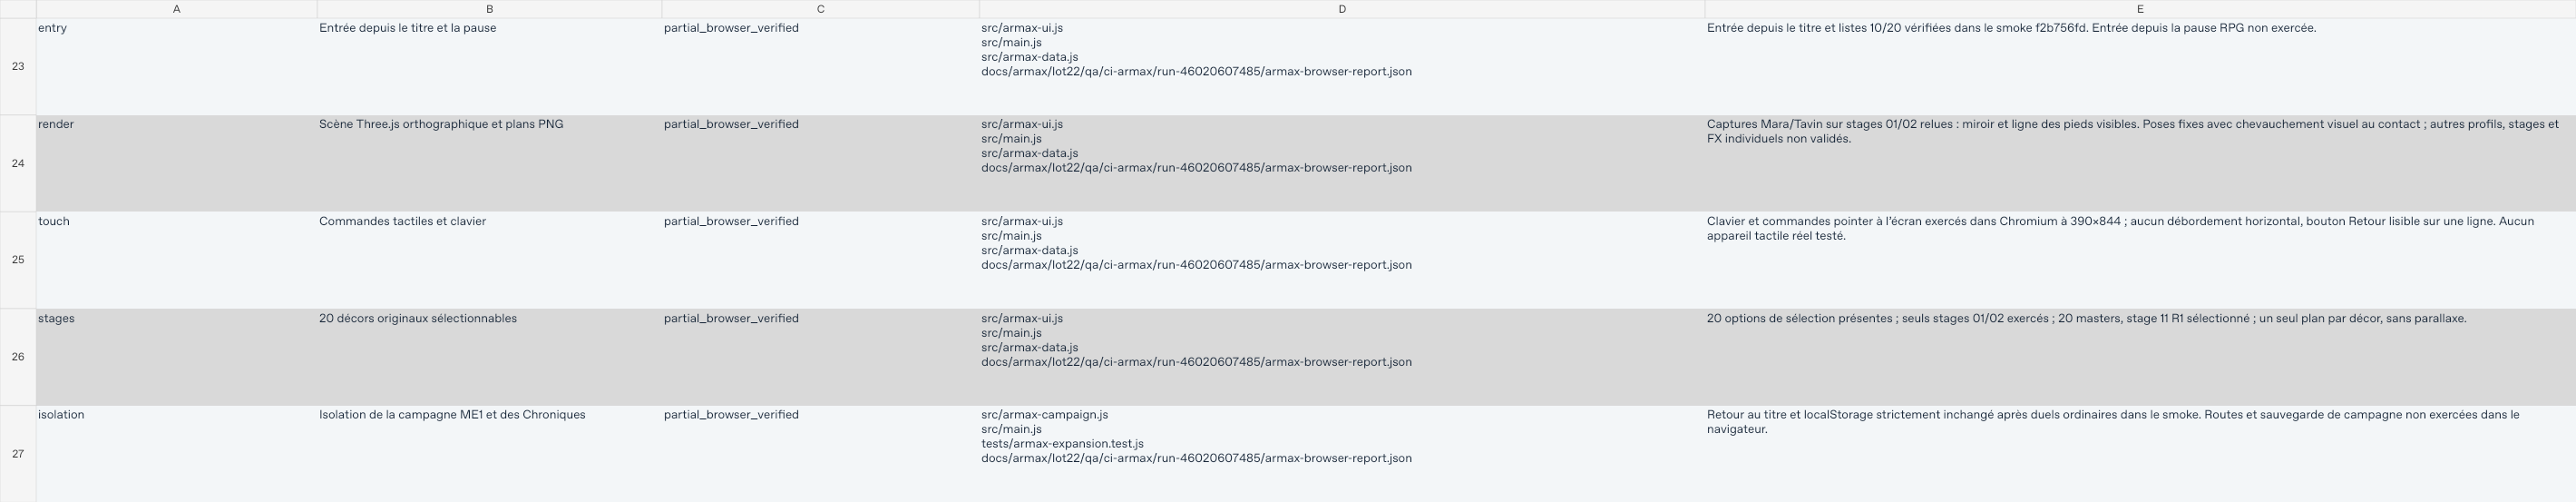 A B C D E
23
entry
Entrée depuis le titre et la pause
partial_browser_verified
src/armax-ui.js
src/main.js
src/armax-data.js
docs/armax/lot22/qa/ci-armax/run-46020607485/armax-browser-report.json
Entrée depuis le titre et listes 10/20 vérifiées dans le smoke f2b756fd. Entrée depuis la pause RPG non exercée.
24
render
Scène Three.js orthographique et plans PNG
partial_browser_verified
src/armax-ui.js
src/main.js
src/armax-data.js
docs/armax/lot22/qa/ci-armax/run-46020607485/armax-browser-report.json
Captures Mara/Tavin sur stages 01/02 relues : miroir et ligne des pieds visibles. Poses fixes avec chevauchement visuel au contact ; autres profils, stages et
FX individuels non validés.
25
touch
Commandes tactiles et clavier
partial_browser_verified
src/armax-ui.js
src/main.js
src/armax-data.js
docs/armax/lot22/qa/ci-armax/run-46020607485/armax-browser-report.json
Clavier et commandes pointer à l’écran exercés dans Chromium à 390×844 ; aucun débordement horizontal, bouton Retour lisible sur une ligne. Aucun
appareil tactile réel testé.
26
stages
20 décors originaux sélectionnables
partial_browser_verified
src/armax-ui.js
src/main.js
src/armax-data.js
docs/armax/lot22/qa/ci-armax/run-46020607485/armax-browser-report.json
20 options de sélection présentes ; seuls stages 01/02 exercés ; 20 masters, stage 11 R1 sélectionné ; un seul plan par décor, sans parallaxe.
27
isolation
Isolation de la campagne ME1 et des Chroniques
partial_browser_verified
src/armax-campaign.js
src/main.js
tests/armax-expansion.test.js
docs/armax/lot22/qa/ci-armax/run-46020607485/armax-browser-report.json
Retour au titre et localStorage strictement inchangé après duels ordinaires dans le smoke. Routes et sauvegarde de campagne non exercées dans le
navigateur.